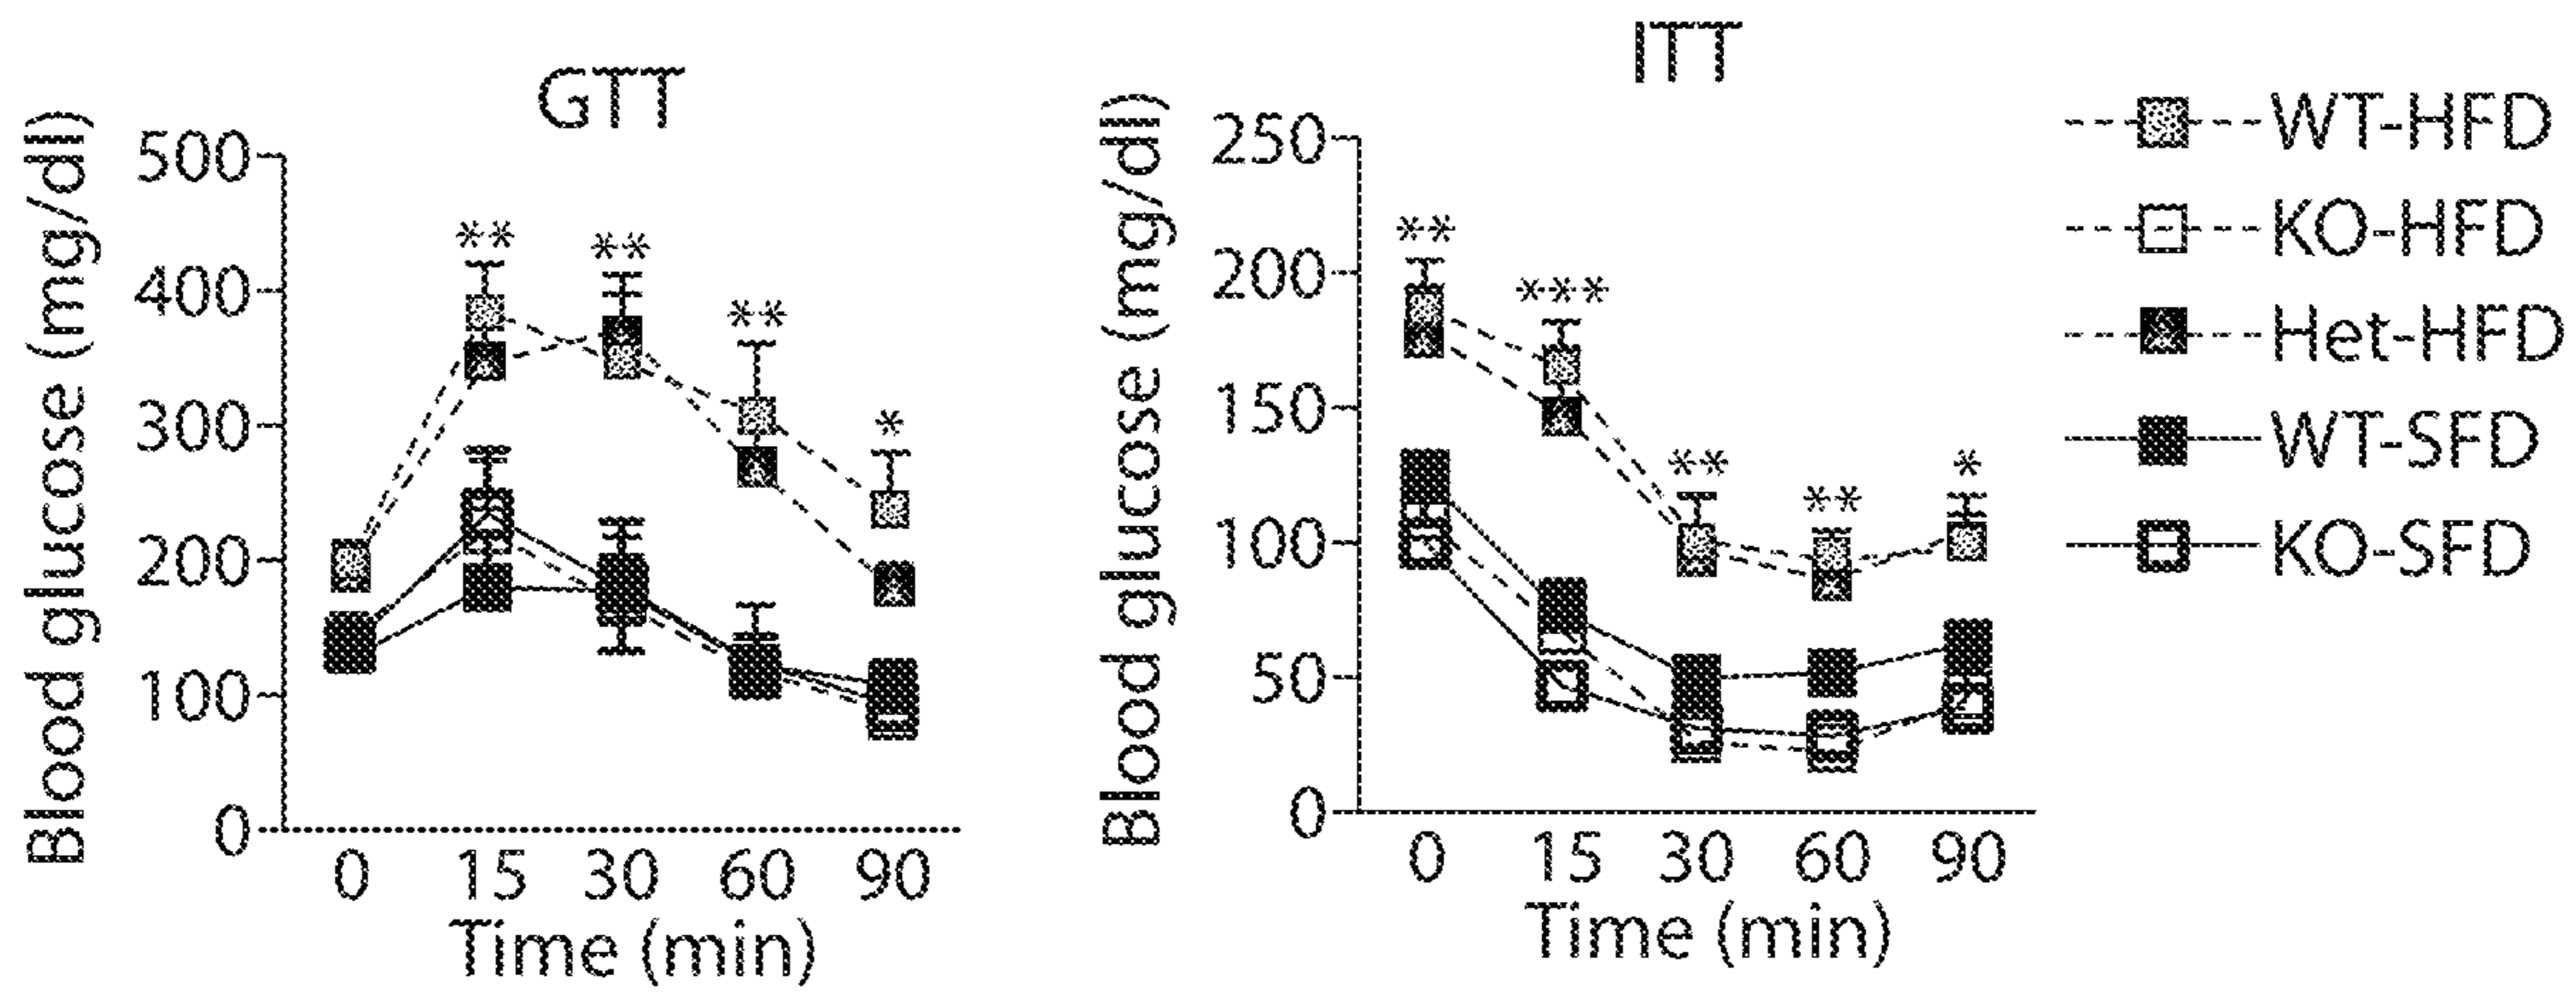 GTT
Blood glucose (mg/dl)
500
400
300
200
100
0
** ** ** *
0 15 30 60 90
Time (min)
ITT
Blood glucose (mg/dl)
250
200
150
100
50
0
** *** ** ** *
0 15 30 60 90
Time (min)
WT-HFD
KO-HFD
Het-HFD
WT-SFD
KO-SFD